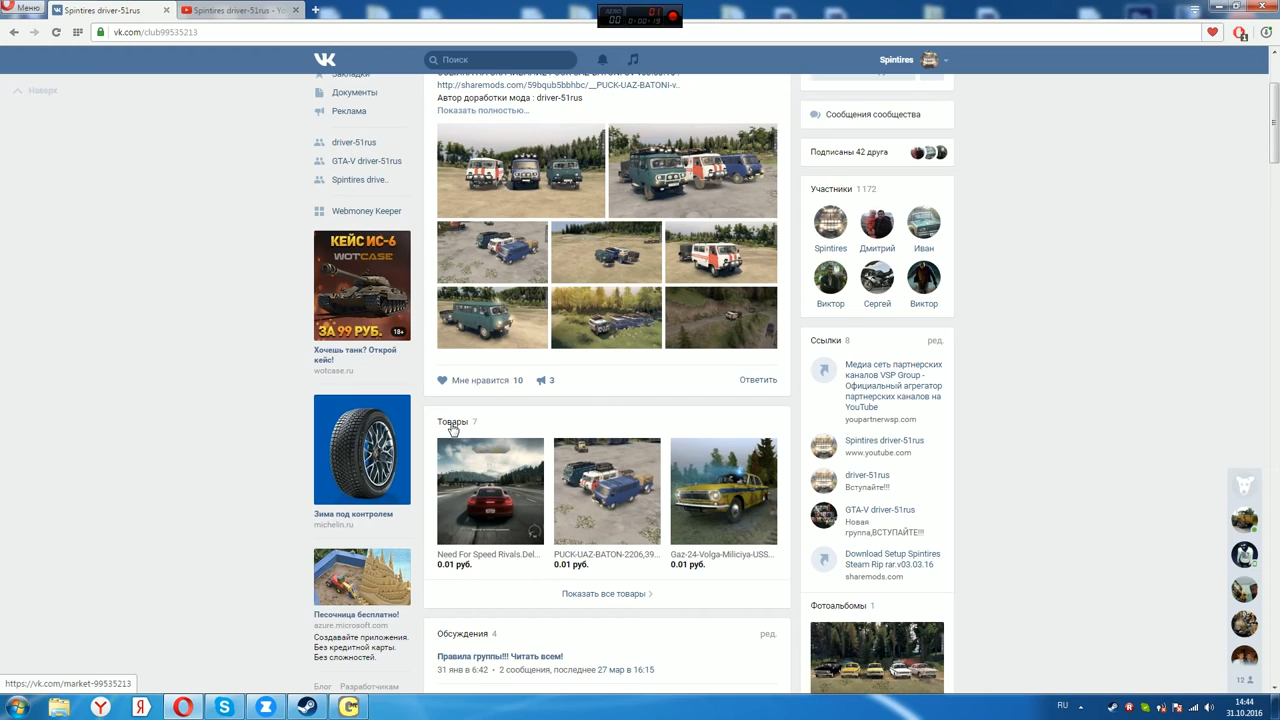 Меню
Spintires driver-51rus
Spintires driver-51rus - Yo
vk.com/club99535213
Поиск
Spintires
Наверх
Закладки
Документы
Реклама
driver-51rus
GTA-V driver-51rus
Spintires drive..
Webmoney Keeper
КЕЙС ИС-6
WOTCASE
ЗА 99 РУБ.
18+
Хочешь танк? Открой
кейс!
wotcase.ru
Зима под контролем
michelin.ru
Песочница бесплатно!
azure.microsoft.com
Создавайте приложения.
Без кредитной карты.
Без сложностей.
Блог Разработчикам
http://sharemods.com/59bqub5bbhbc/__PUCK-UAZ-BATONI-v..
Автор доработки мода : driver-51rus
Показать полностью...
Мне нравится 10
3
Ответить
Товары 7
Need For Speed Rivals.Del...
0.01 руб.
PUCK-UAZ-BATON-2206,39...
0.01 руб.
Gaz-24-Volga-Miliciya-USS...
0.01 руб.
Показать все товары
Обсуждения 4
ред.
Правила группы!!! Читать всем!
31 янв в 6:42 • 2 сообщения, последнее 27 мар в 16:15
Сообщения сообщества
Подписаны 42 друга
Участники 1 172
Spintires
Дмитрий
Иван
Виктор
Сергей
Виктор
Ссылки 8
ред.
Медиа сеть партнерских
каналов VSP Group -
Официальный агрегатор
партнерских каналов на
YouTube
youpartnerwsp.com
Spintires driver-51rus
www.youtube.com
driver-51rus
Вступайте!!!
GTA-V driver-51rus
Новая
группа,ВСТУПАЙТЕ!!!
Download Setup Spintires
Steam Rip rar.v03.03.16
sharemods.com
Фотоальбомы 1
12
https://vk.com/market-99535213
RU
14:44
31.10.2016